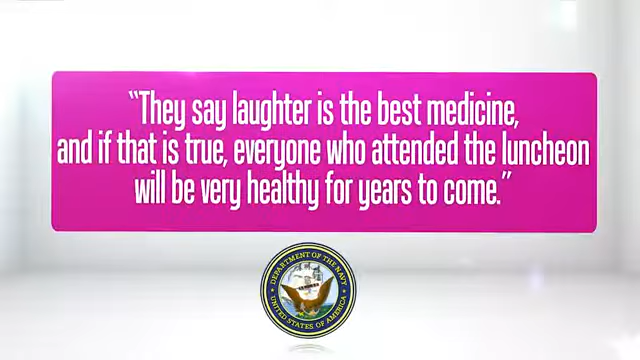 “They say laughter is the best medicine,
and if that is true, everyone who attended the luncheon
will be very healthy for years to come.”
DEPARTMENT OF THE NAVY
UNITED STATES OF AMERICA